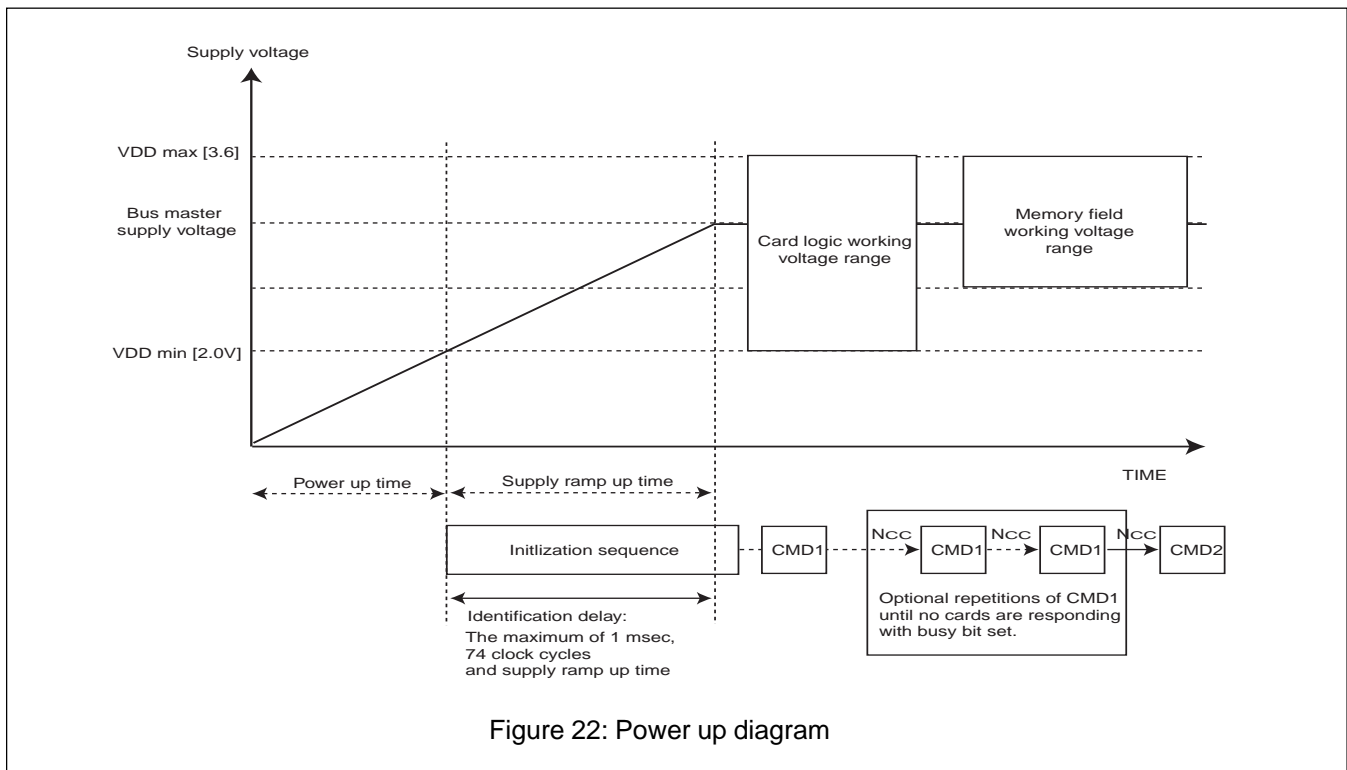 Supply voltage
VDD max [3.6]
Bus master
supply voltage
Card logic working
voltage range
Memory field
working voltage
range
VDD min [2.0V]
TIME
Power up time
Supply ramp up time
Initlization sequence
CMD1
NCC
CMD1
NCC
CMD1
NCC
CMD2
Optional repetitions of CMD1
until no cards are responding
with busy bit set.
Identification delay:
The maximum of 1 msec,
74 clock cycles
and supply ramp up time
Figure 22: Power up diagram